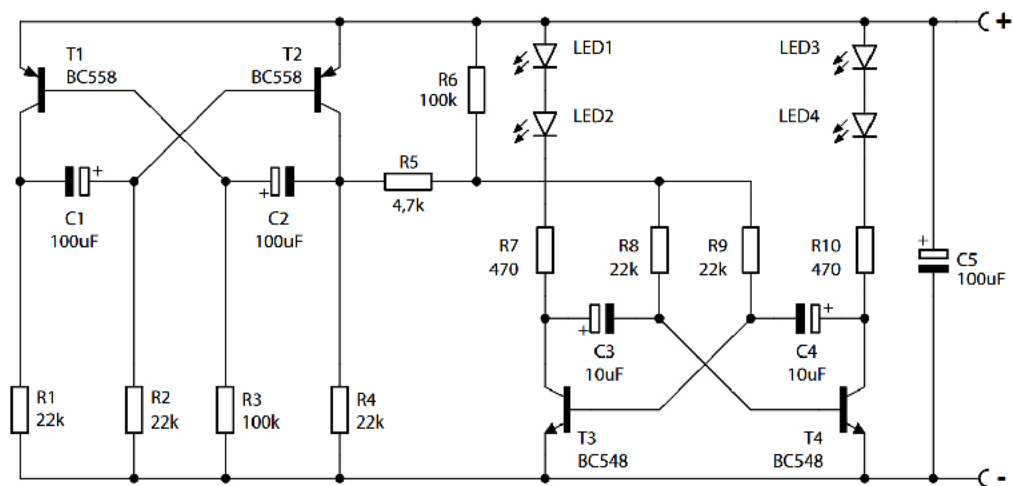 T1
BC558
T2
BC558
R6
100k
LED1
LED2
LED3
LED4
+
+
C1
100uF
+
C2
100uF
R5
4,7k
R7
470
R8
22k
R9
22k
R10
470
+
C3
10uF
+
C4
10uF
+
C5
100uF
R1
22k
R2
22k
R3
100k
R4
22k
T3
BC548
T4
BC548
-